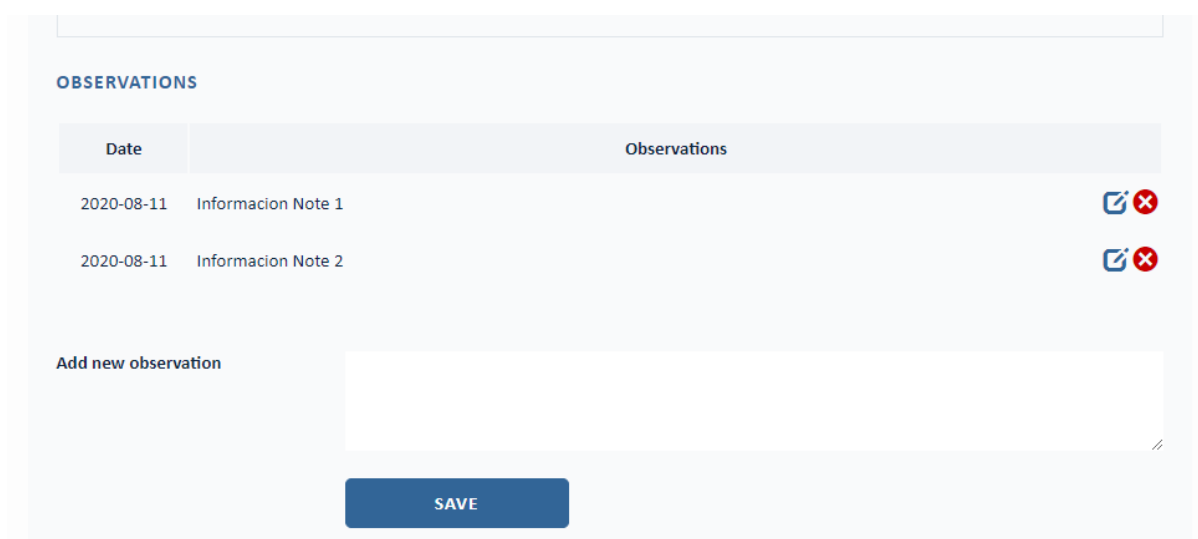 OBSERVATIONS
Date Observations
2020-08-11 Informacion Note 1
2020-08-11 Informacion Note 2
Add new observation
SAVE